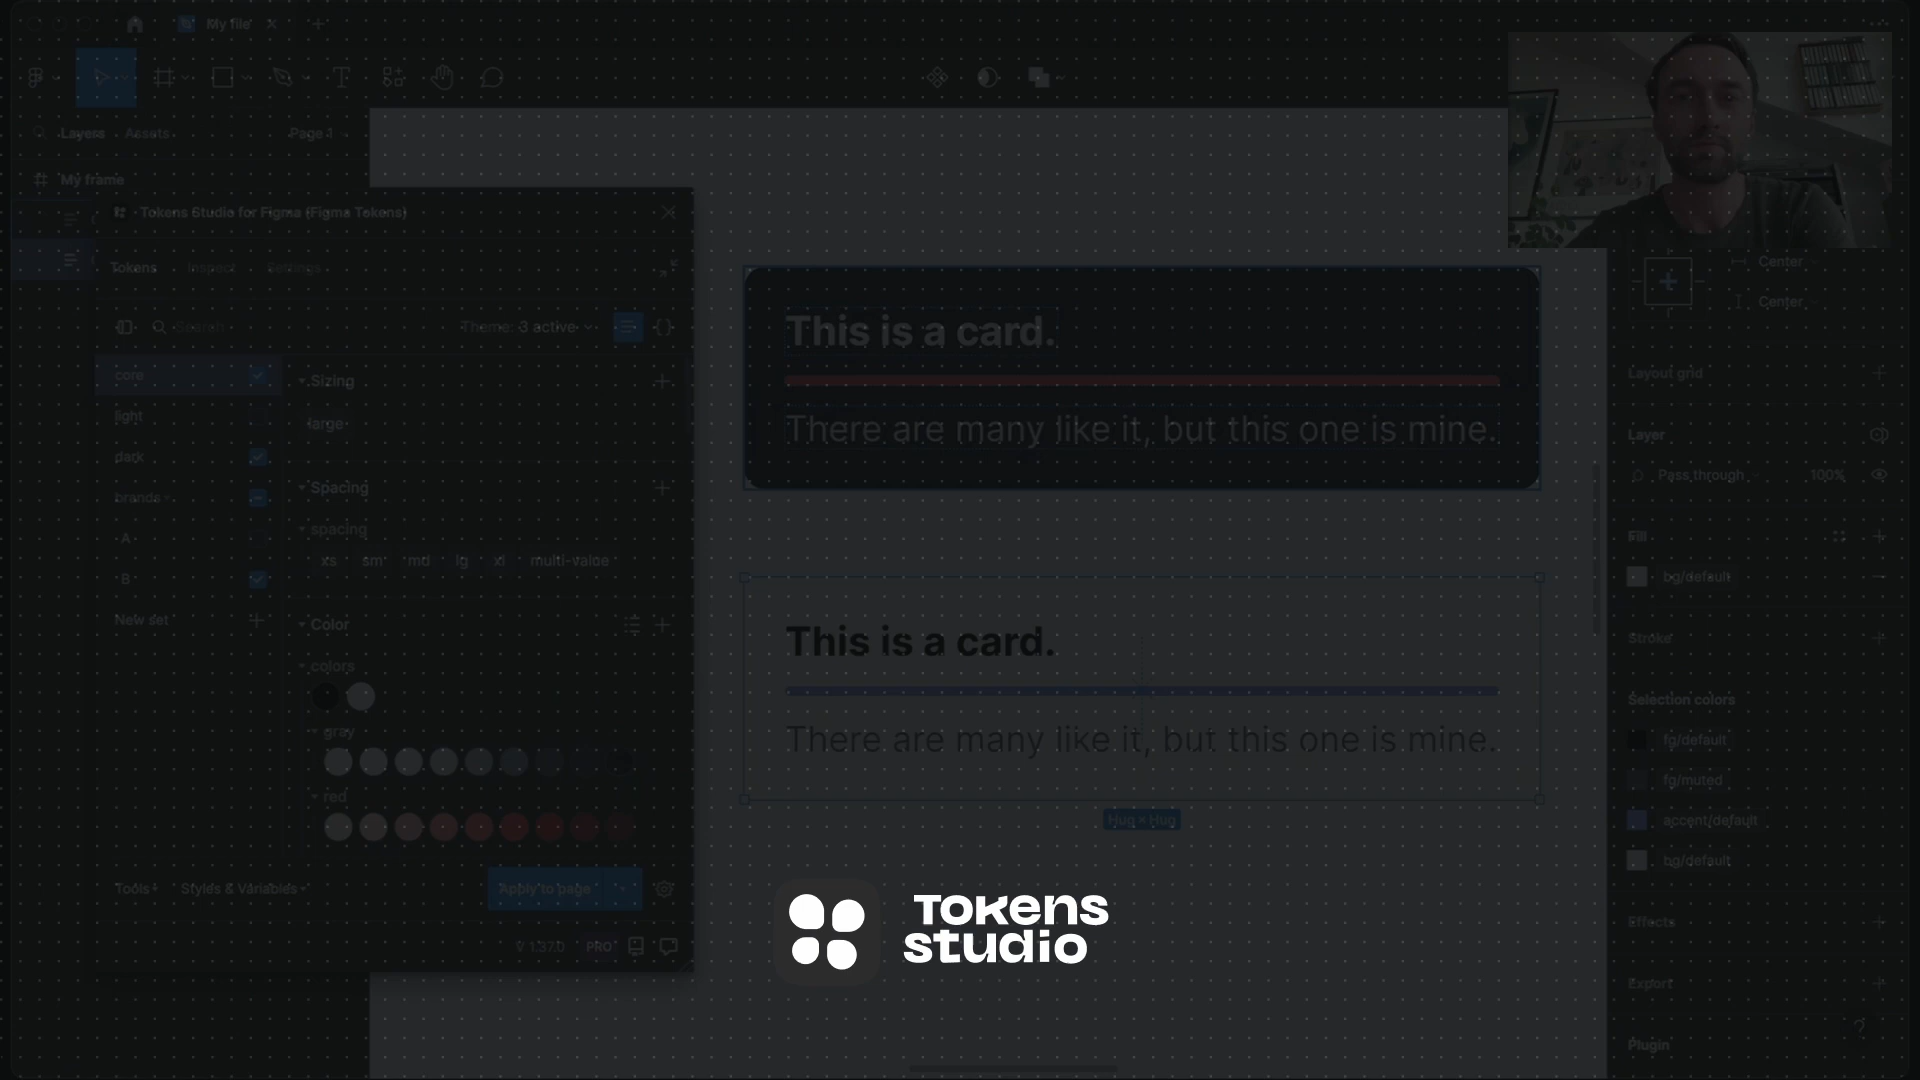 My file
Layers
Assets
Page 1
My frame
Tokens Studio for Figma (Figma Tokens)
Tokens
Inspect
Settings
Search
Theme: 3 active
core
light
dark
brands
A
B
New set
Sizing
large
Spacing
spacing
xs
sm
md
lg
xl
multi-value
Color
colors
gray
red
Tools
Styles & Variables
Apply to page
V 1.37.0
PRO
This is a card.
There are many like it, but this one is mine.
This is a card.
There are many like it, but this one is mine.
Hug × Hug
Tokens
studio
Center
Center
Layout grid
Layer
Pass through
100%
Fill
bg/default
Stroke
Selection colors
fg/default
fg/muted
accent/default
bg/default
Effects
Export
Plugin